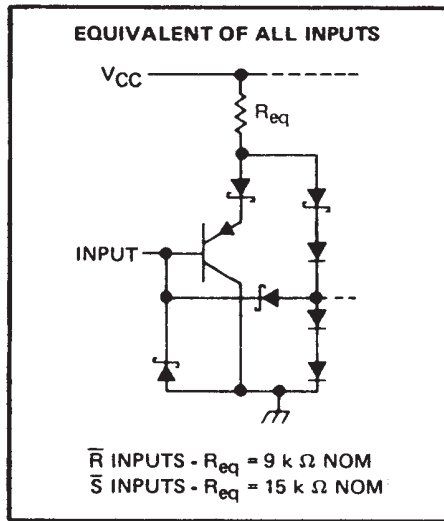 EQUIVALENT OF ALL INPUTS
VCC
Req
INPUT
R̅ INPUTS - Req = 9 k Ω NOM
S̅ INPUTS - Req = 15 k Ω NOM